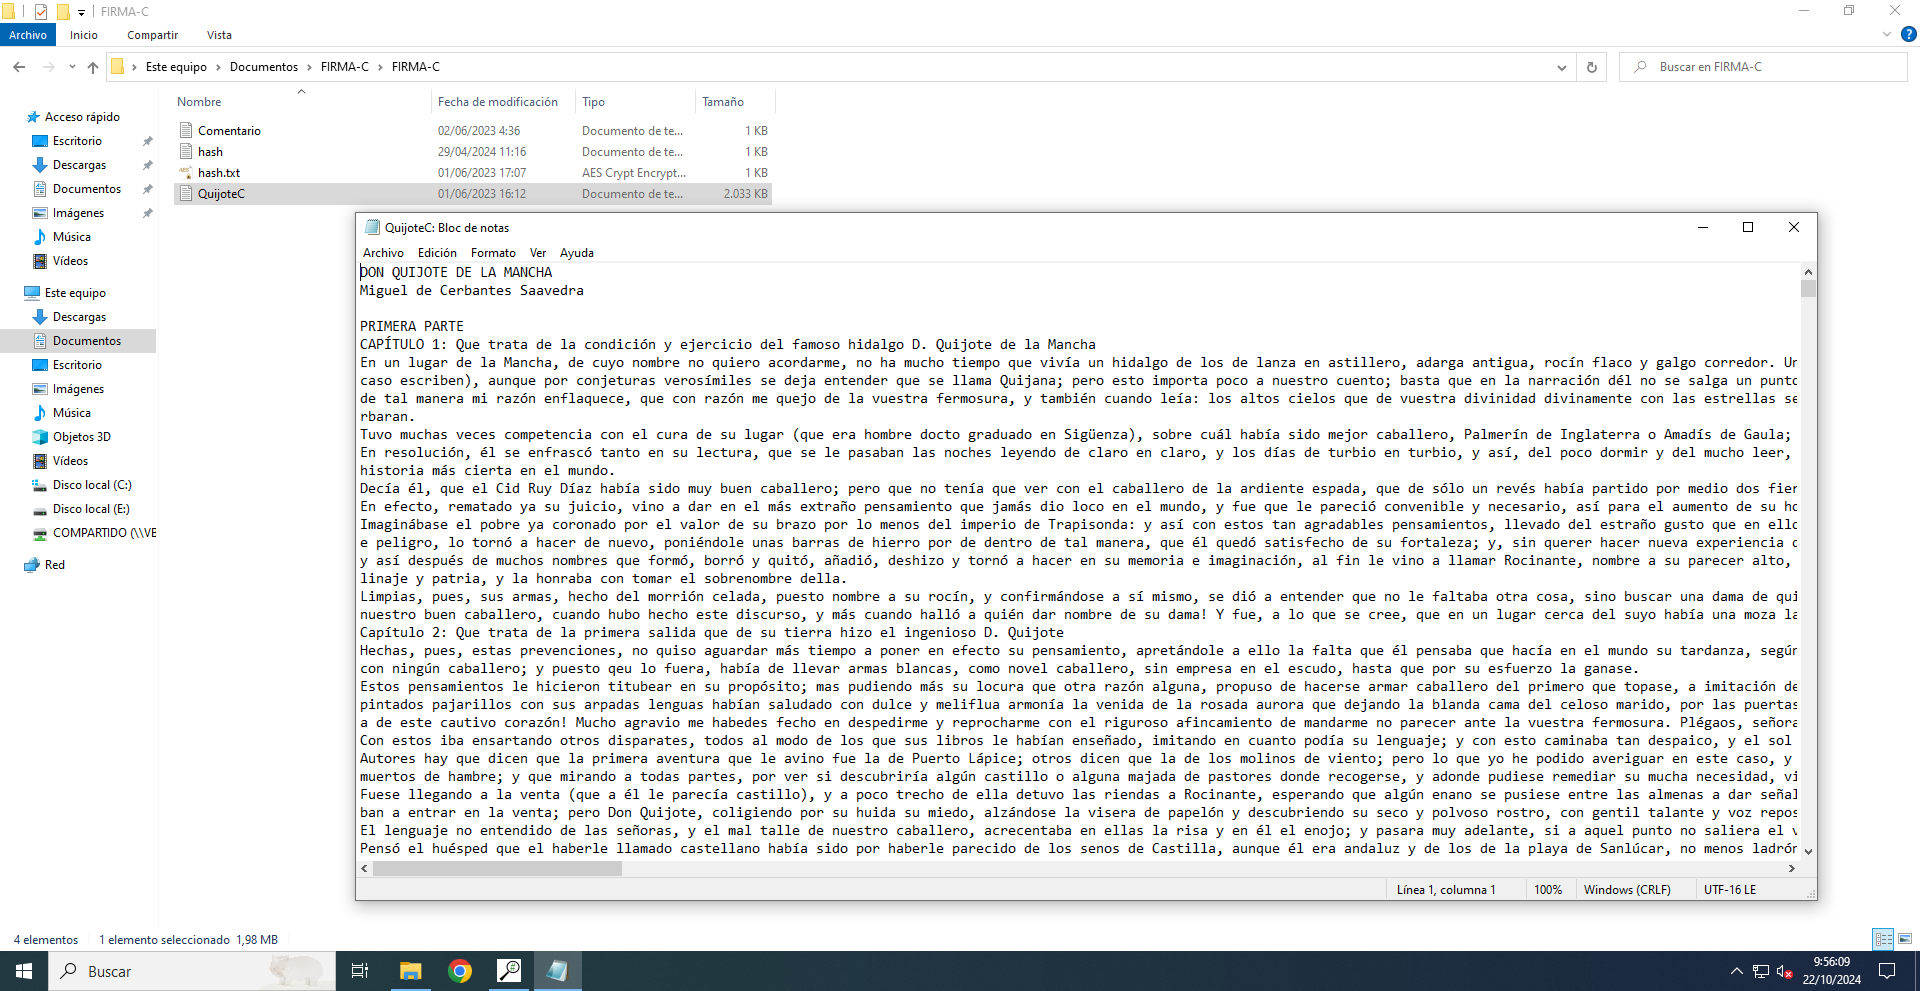 FIRMA-C
Archivo Inicio Compartir Vista
Este equipo Documentos FIRMA-C FIRMA-C
Buscar en FIRMA-C
Nombre Fecha de modificación Tipo Tamaño
Comentario 02/06/2023 4:36 Documento de te... 1 KB
hash 29/04/2024 11:16 Documento de te... 1 KB
hash.txt 01/06/2023 17:07 AES Crypt Encrypt... 1 KB
QuijoteC 01/06/2023 16:12 Documento de te... 2.033 KB
Acceso rápido
Escritorio
Descargas
Documentos
Imágenes
Música
Vídeos
Este equipo
Descargas
Documentos
Escritorio
Imágenes
Música
Objetos 3D
Vídeos
Disco local (C:)
Disco local (E:)
COMPARTIDO (\\VE
Red
QuijoteC: Bloc de notas
Archivo Edición Formato Ver Ayuda
DON QUIJOTE DE LA MANCHA
Miguel de Cerbantes Saavedra
PRIMERA PARTE
CAPÍTULO 1: Que trata de la condición y ejercicio del famoso hidalgo D. Quijote de la Mancha
En un lugar de la Mancha, de cuyo nombre no quiero acordarme, no ha mucho tiempo que vivía un hidalgo de los de lanza en astillero, adarga antigua, rocín flaco y galgo corredor. Un
caso escriben), aunque por conjeturas verosímiles se deja entender que se llama Quijana; pero esto importa poco a nuestro cuento; basta que en la narración dél no se salga un punto
de tal manera mi razón enflaquece, que con razón me quejo de la vuestra fermosura, y también cuando leía: los altos cielos que de vuestra divinidad divinamente con las estrellas se
rbaran.
Tuvo muchas veces competencia con el cura de su lugar (que era hombre docto graduado en Sigüenza), sobre cuál había sido mejor caballero, Palmerín de Inglaterra o Amadís de Gaula;
En resolución, él se enfrascó tanto en su lectura, que se le pasaban las noches leyendo de claro en claro, y los días de turbio en turbio, y así, del poco dormir y del mucho leer,
historia más cierta en el mundo.
Decía él, que el Cid Ruy Díaz había sido muy buen caballero; pero que no tenía que ver con el caballero de la ardiente espada, que de sólo un revés había partido por medio dos fier
En efecto, rematado ya su juicio, vino a dar en el más extraño pensamiento que jamás dio loco en el mundo, y fue que le pareció convenible y necesario, así para el aumento de su ho
Imaginábase el pobre ya coronado por el valor de su brazo por lo menos del imperio de Trapisonda: y así con estos tan agradables pensamientos, llevado del estraño gusto que en ello
e peligro, lo tornó a hacer de nuevo, poniéndole unas barras de hierro por de dentro de tal manera, que él quedó satisfecho de su fortaleza; y, sin querer hacer nueva experiencia d
y así después de muchos nombres que formó, borró y quitó, añadió, deshizo y tornó a hacer en su memoria e imaginación, al fin le vino a llamar Rocinante, nombre a su parecer alto,
linaje y patria, y la honraba con tomar el sobrenombre della.
Limpias, pues, sus armas, hecho del morrión celada, puesto nombre a su rocín, y confirmándose a sí mismo, se dió a entender que no le faltaba otra cosa, sino buscar una dama de qui
nuestro buen caballero, cuando hubo hecho este discurso, y más cuando halló a quién dar nombre de su dama! Y fue, a lo que se cree, que en un lugar cerca del suyo había una moza la
Capítulo 2: Que trata de la primera salida que de su tierra hizo el ingenioso D. Quijote
Hechas, pues, estas prevenciones, no quiso aguardar más tiempo a poner en efecto su pensamiento, apretándole a ello la falta que él pensaba que hacía en el mundo su tardanza, según
con ningún caballero; y puesto qeu lo fuera, había de llevar armas blancas, como novel caballero, sin empresa en el escudo, hasta que por su esfuerzo la ganase.
Estos pensamientos le hicieron titubear en su propósito; mas pudiendo más su locura que otra razón alguna, propuso de hacerse armar caballero del primero que topase, a imitación de
pintados pajarillos con sus arpadas lenguas habían saludado con dulce y meliflua armonía la venida de la rosada aurora que dejando la blanda cama del celoso marido, por las puertas
a de este cautivo corazón! Mucho agravio me habedes fecho en despedirme y reprocharme con el riguroso afincamiento de mandarme no parecer ante la vuestra fermosura. Plégaos, señora
Con estos iba ensartando otros disparates, todos al modo de los que sus libros le habían enseñado, imitando en cuanto podía su lenguaje; y con esto caminaba tan despaico, y el sol
Autores hay que dicen que la primera aventura que le avino fue la de Puerto Lápice; otros dicen que la de los molinos de viento; pero lo que yo he podido averiguar en este caso, y
muertos de hambre; y que mirando a todas partes, por ver si descubriría algún castillo o alguna majada de pastores donde recogerse, y adonde pudiese remediar su mucha necesidad, vi
Fuese llegando a la venta (que a él le parecía castillo), y a poco trecho de ella detuvo las riendas a Rocinante, esperando que algún enano se pusiese entre las almenas a dar señal
ban a entrar en la venta; pero Don Quijote, coligiendo por su huida su miedo, alzándose la visera de papelón y descubriendo su seco y polvoso rostro, con gentil talante y voz repos
El lenguaje no entendido de las señoras, y el mal talle de nuestro caballero, acrecentaba en ellas la risa y en él el enojo; y pasara muy adelante, si a aquel punto no saliera el v
Pensó el huésped que el haberle llamado castellano había sido por haberle parecido de los senos de Castilla, aunque él era andaluz y de los de la playa de Sanlúcar, no menos ladrón
Línea 1, columna 1 100% Windows (CRLF) UTF-16 LE
4 elementos 1 elemento seleccionado 1,98 MB
Buscar
9:56:09
22/10/2024